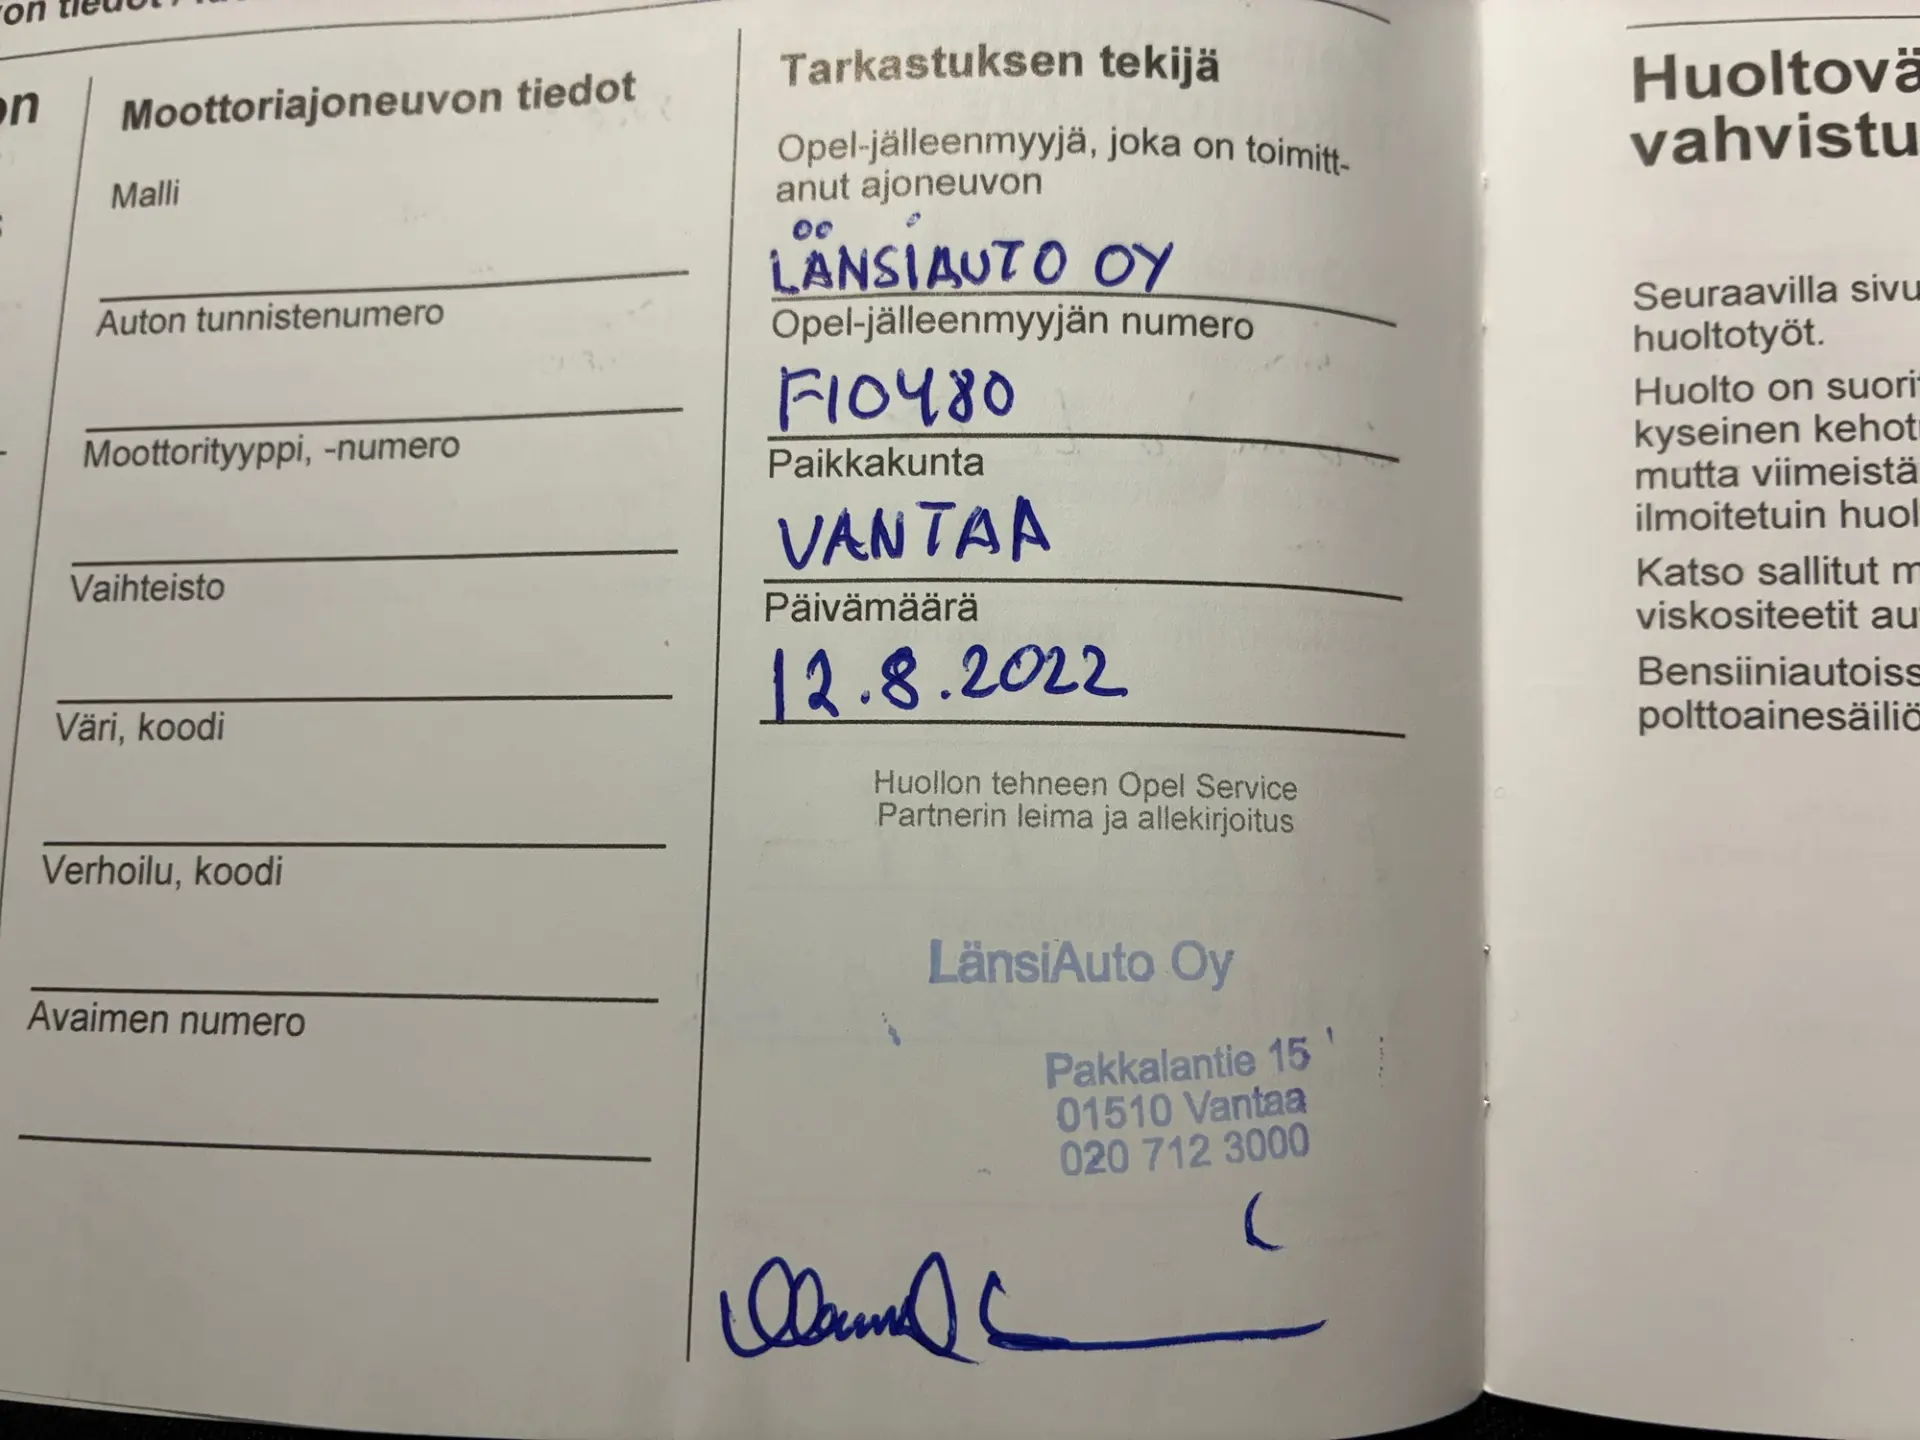 Moottoriajoneuvon tiedot
Malli
Auton tunnistenumero
Moottorityyppi, -numero
Vaihteisto
Väri, koodi
Verhoilu, koodi
Avaimen numero
Tarkastuksen tekijä
Opel-jälleenmyyjä, joka on toimitt-
anut ajoneuvon
LÄNSIAUTO OY
Opel-jälleenmyyjän numero
FI0480
Paikkakunta
VANTAA
Päivämäärä
12.8.2022
Huollon tehneen Opel Service
Partnerin leima ja allekirjoitus
LänsiAuto Oy
Pakkalantie 15
01510 Vantaa
020 712 3000
Huoltovä
vahvistu
Seuraavilla sivu
huoltotyöt.
Huolto on suorit
kyseinen kehot
mutta viimeistä
ilmoitetuin huol
Katso sallitut m
viskositeetit au
Bensiiniautoiss
polttoainesäiliö